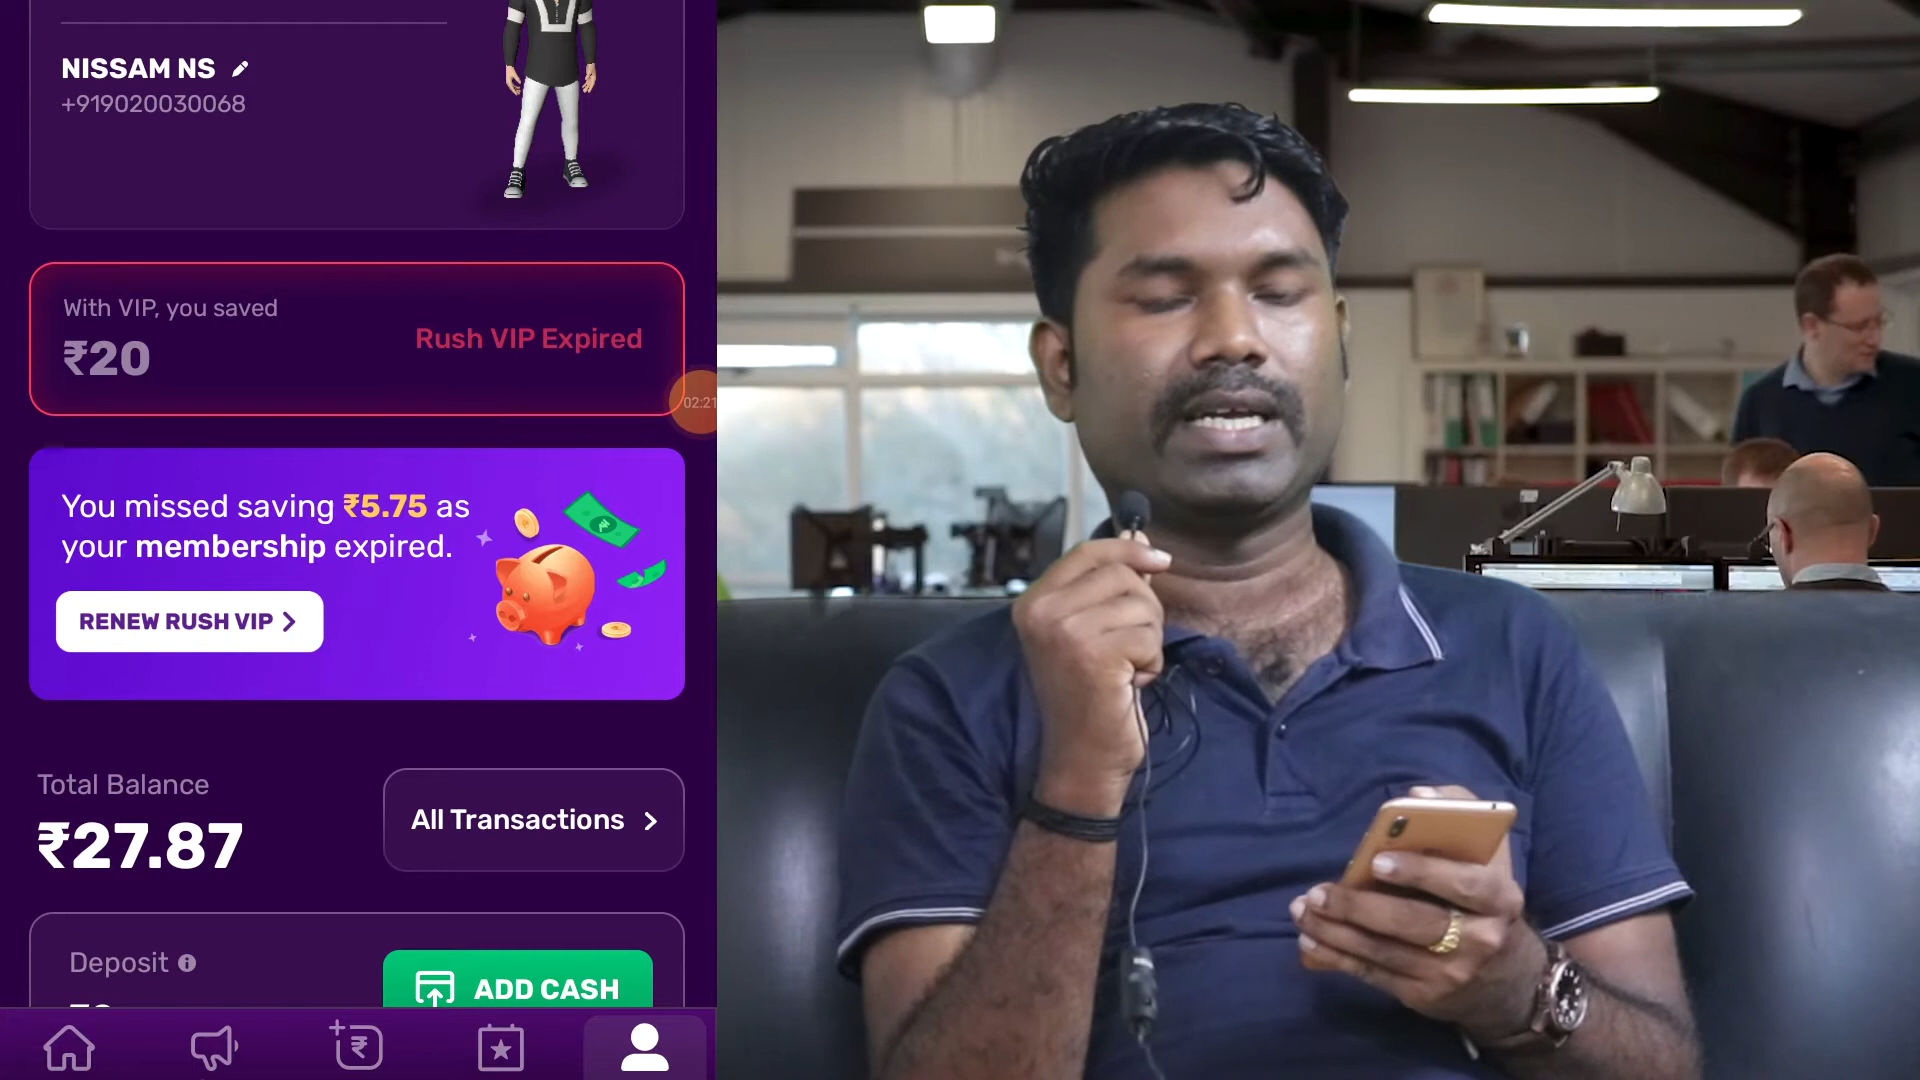 NISSAM NS
+919020030068
With VIP, you saved
₹20
Rush VIP Expired
02:21
You missed saving ₹5.75 as
your membership expired.
RENEW RUSH VIP
Total Balance
₹27.87
All Transactions
Deposit
ADD CASH